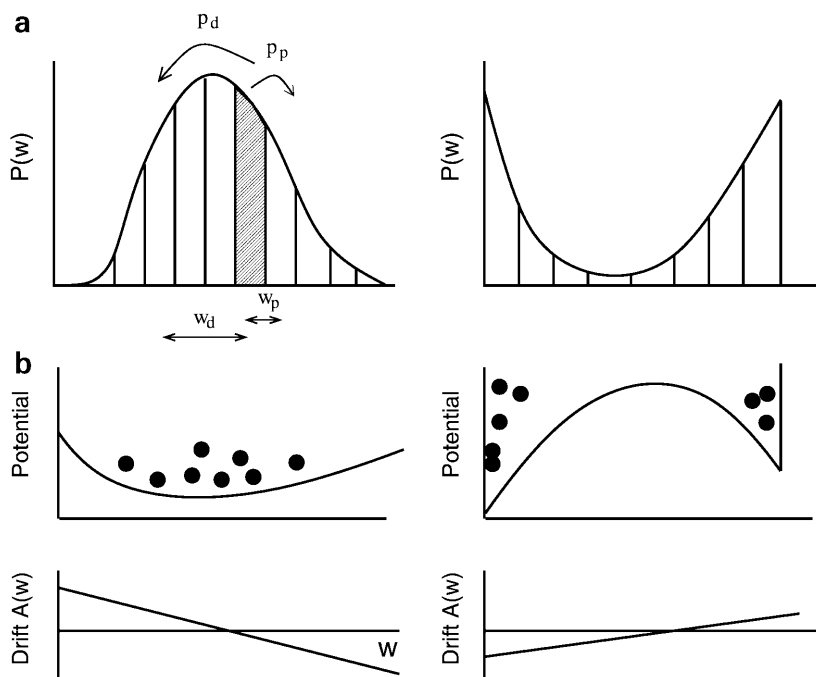 a
p_d
p_p
P(w)
P(w)
w_p
w_d
b
Potential
Potential
Drift A(w)
w
Drift A(w)